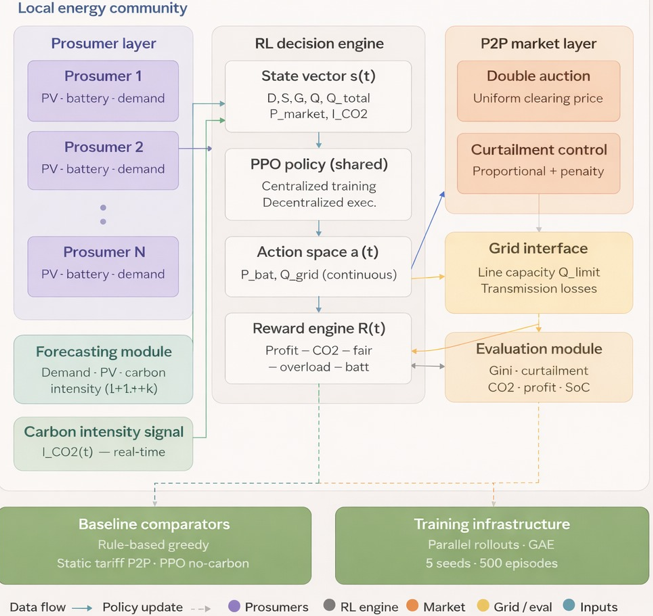 Local energy community
Prosumer layer
Prosumer 1
PV · battery · demand
Prosumer 2
PV · battery · demand
Prosumer N
PV · battery · demand
Forecasting module
Demand · PV · carbon
intensity (1+1.++k)
Carbon intensity signal
I_CO2(t) — real-time
RL decision engine
State vector s(t)
D, S, G, Q, Q_total
P_market, I_CO2
PPO policy (shared)
Centralized training
Decentralized exec.
Action space a (t)
P_bat, Q_grid (continuous)
Reward engine R(t)
Profit – CO2 – fair
– overload – batt
P2P market layer
Double auction
Uniform clearing price
Curtailment control
Proportional + penaity
Grid interface
Line capacity Q_limit
Transmission losses
Evaluation module
Gini · curtailment
CO2 · profit · SoC
Baseline comparators
Rule-based greedy
Static tariff P2P · PPO no-carbon
Training infrastructure
Parallel rollouts · GAE
5 seeds · 500 episodes
Data flow Policy update Prosumers RL engine Market Grid / eval Inputs